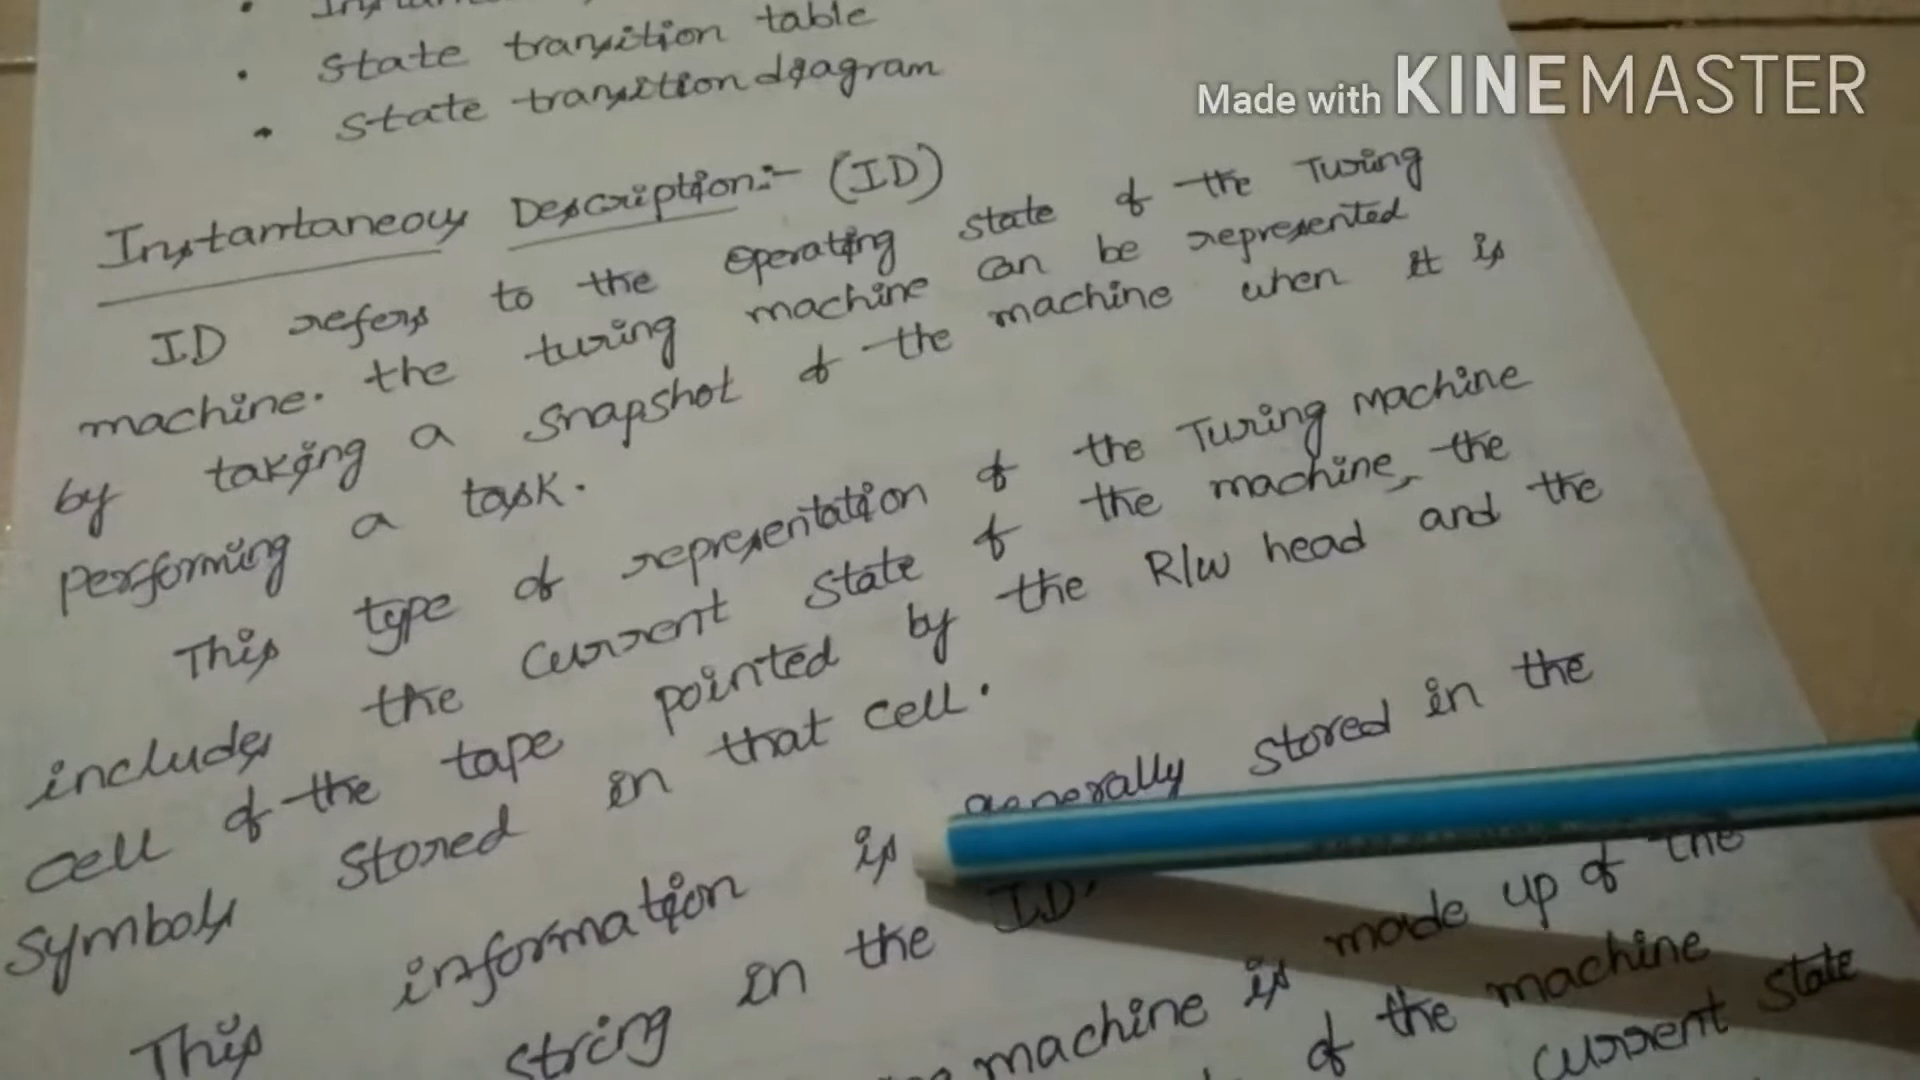 • State transition table
• State transition diagram
Made with KINEMASTER
Instantaneous Description:- (ID)
ID refers to the operating state of the Turing
machine. the turing machine can be represented
by taking a snapshot of the machine when it is
performing a task.
This type of representation of the Turing Machine
includes the current state of the machine, the
cell of the tape pointed by the R/W head and the
symbols stored in that cell.
This information is generally stored in the
string in the ID.
machine is made up of the
of the machine
current state